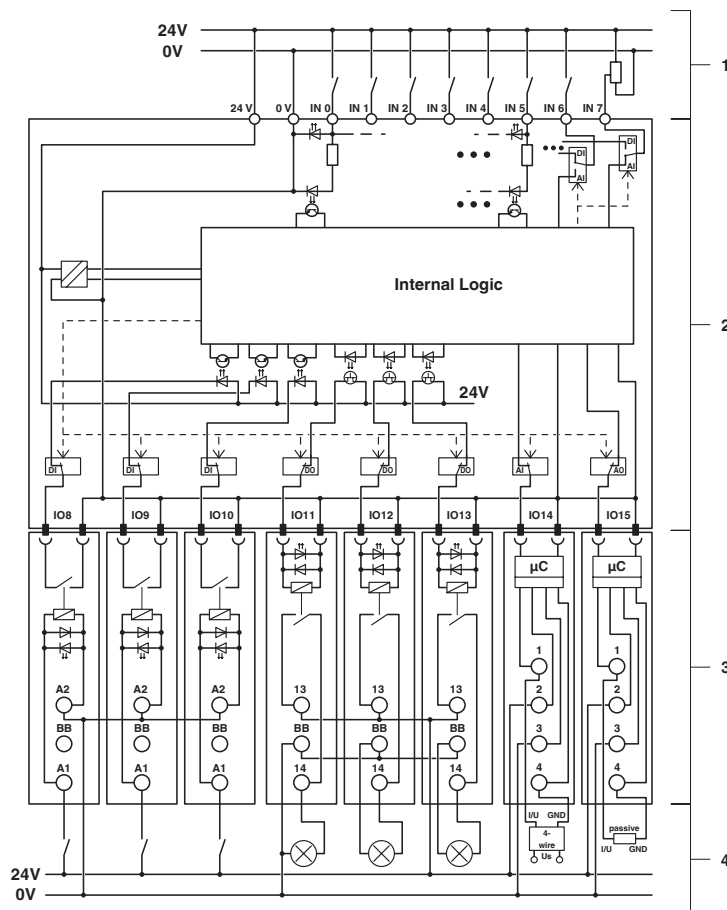 24V
0V
1
24 V 0 V IN 0 IN 1 IN 2 IN 3 IN 4 IN 5 IN 6 IN 7
DI
DI
AI
AI
Internal Logic
2
24V
DI DI DI DO DO DO AI AO
IO8 IO9 IO10 IO11 IO12 IO13 IO14 IO15
µC µC
1 1
3
A2 A2 A2 13 13 13 2 2
BB BB BB BB BB BB 3 3
A1 A1 A1 14 14 14 4 4
I/U GND passive
4-wire
I/U GND
Us
4
24V
0V